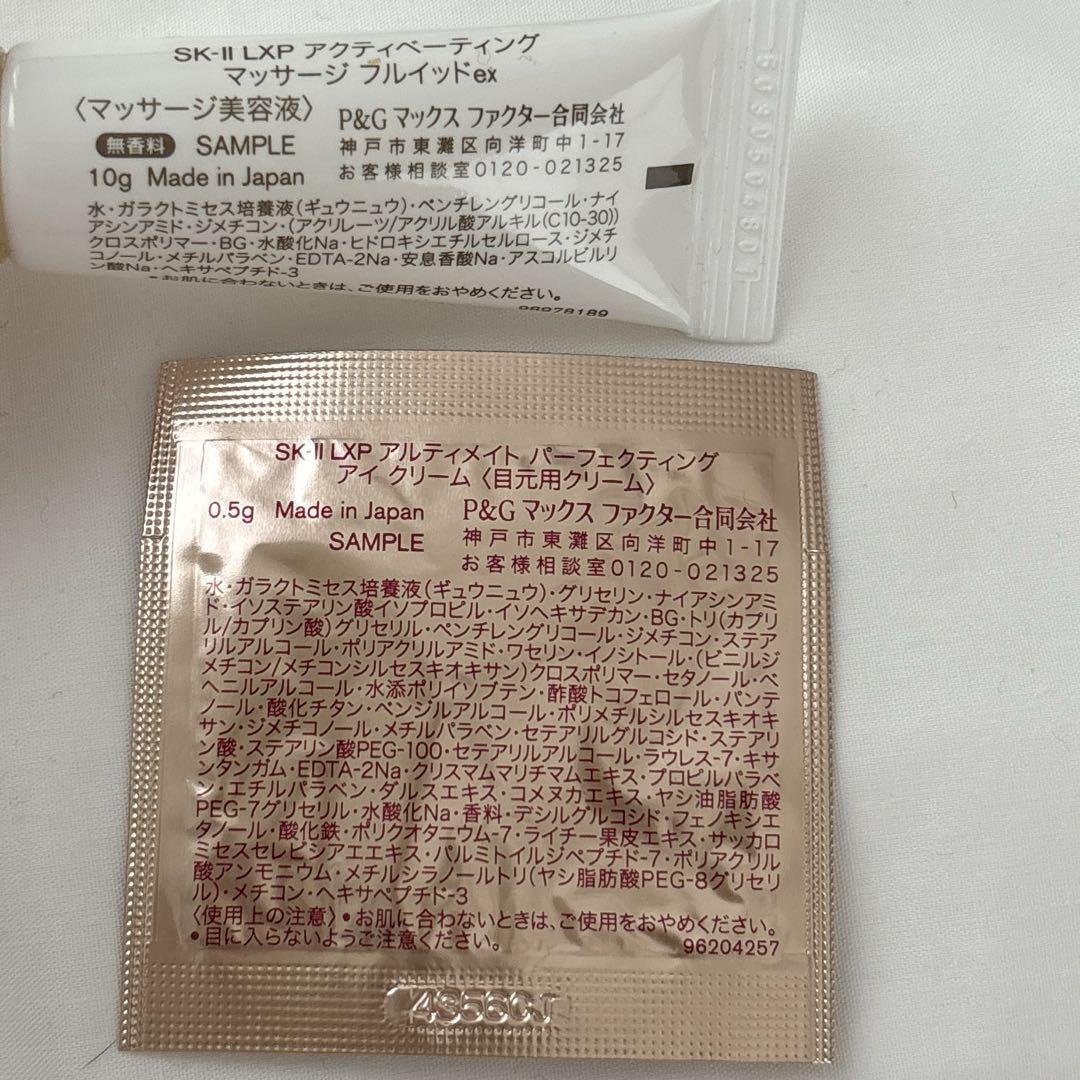 SK-II LXP アクティベーティング
マッサージ フルイッドex
〈マッサージ美容液〉
P&G マックス ファクター合同会社
無香料 SAMPLE
神戸市東灘区向洋町中1-17
10g Made in Japan
お客様相談室0120-021325
水・ガラクトミセス培養液(ギュウニュウ)・ペンチレングリコール・ナイ
アシンアミド・ジメチコン・(アクリレーツ/アクリル酸アルキル(C10-30))
クロスポリマー・BG・水酸化Na・ヒドロキシエチルセルロース・ジメチ
コノール・メチルパラベン・EDTA-2Na・安息香酸Na・アスコルビルリ
ン酸Na・ヘキサペプチド-3
•お肌に合わないときは、ご使用をおやめください。
98978189
SK-II LXP アルティメイト パーフェクティング
アイ クリーム〈目元用クリーム〉
0.5g Made in Japan
P&G マックス ファクター合同会社
SAMPLE
神戸市東灘区向洋町中1-17
お客様相談室0120-021325
水・ガラクトミセス培養液(ギュウニュウ)・グリセリン・ナイアシンアミ
ド・イソステアリン酸イソプロピル・イソヘキサデカン・BG・トリ(カプリ
ル/カプリン酸)グリセリル・ペンチレングリコール・ジメチコン・ステア
リルアルコール・ポリアクリルアミド・ワセリン・イノシトール・(ビニルジ
メチコン/メチコンシルセスキオキサン)クロスポリマー・セタノール・ベ
ヘニルアルコール・水添ポリイソブテン・酢酸トコフェロール・パンテ
ノール・酸化チタン・ベンジルアルコール・ポリメチルシルセスキオキ
サン・ジメチコノール・メチルパラベン・セテアリルグルコシド・ステアリ
ン酸・ステアリン酸PEG-100・セテアリルアルコール・ラウレス-7・キサ
ンタンガム・EDTA-2Na・クリスマムマリチマムエキス・プロピルパラベ
ン・エチルパラベン・ダルスエキス・コメヌカエキス・ヤシ油脂肪酸
PEG-7グリセリル・水酸化Na・香料・デシルグルコシド・フェノキシエ
タノール・酸化鉄・ポリクオタニウム-7・ライチー果皮エキス・サッカロ
ミセスセレビシアエエキス・パルミトイルジペプチド-7・ポリアクリル
酸アンモニウム・メチルシラノールトリ(ヤシ脂肪酸PEG-8グリセリ
ル)・メチコン・ヘキサペプチド-3
〈使用上の注意〉•お肌に合わないときは、ご使用をおやめください。
•目に入らないようご注意ください。
96204257